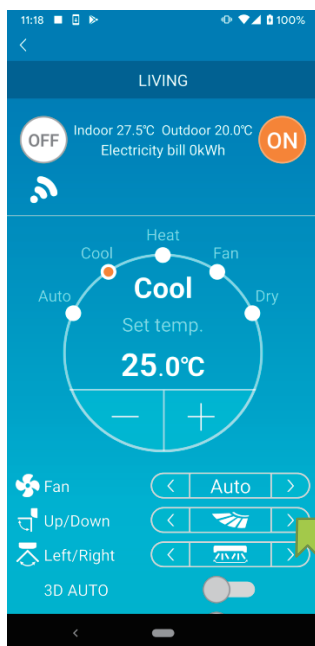 11:18 100%
LIVING
OFF Indoor 27.5℃ Outdoor 20.0℃ ON
Electricity bill 0kWh
Heat
Cool Fan
Auto Cool Dry
Set temp.
25.0℃
Fan Auto
Up/Down
Left/Right
3D AUTO